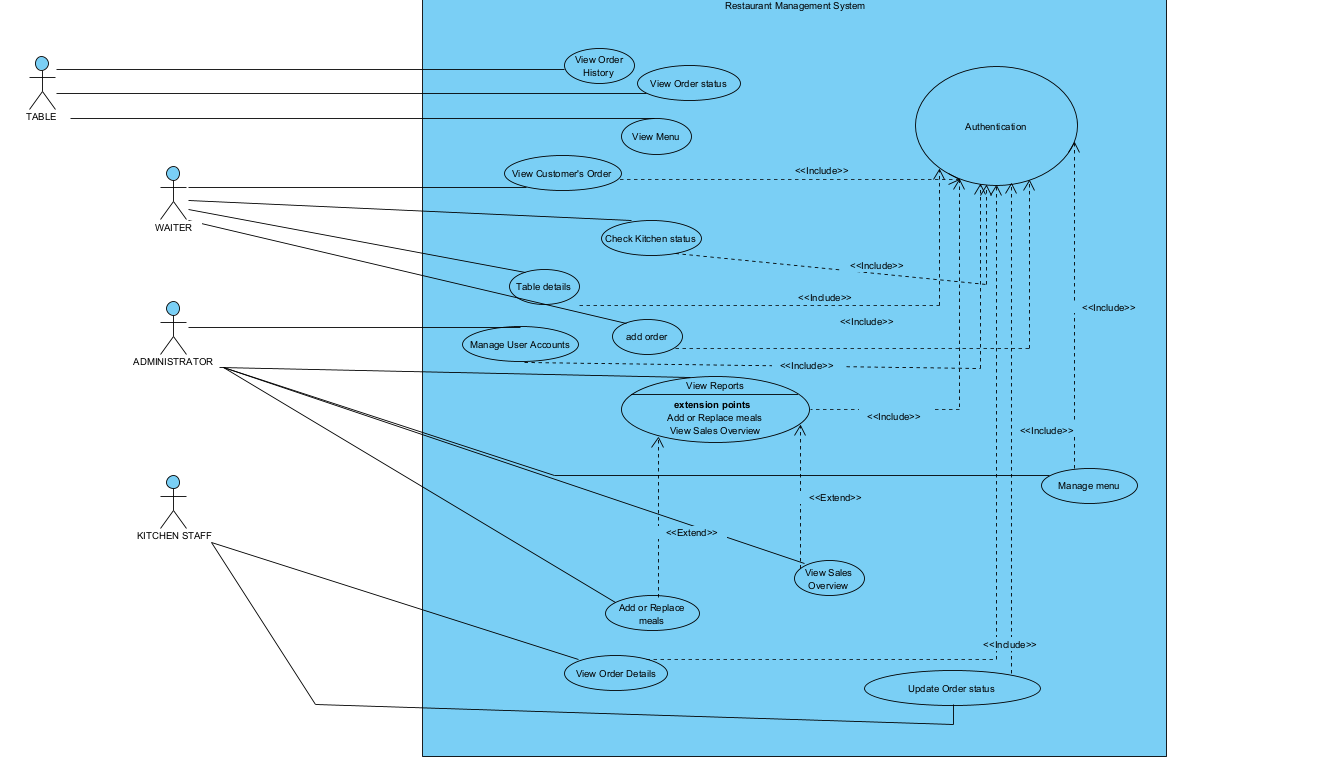 Restaurant Management System
View Order
History
View Order status
TABLE
Authentication
View Menu
<<Include>>
View Customer's Order
WAITER
Check Kitchen status
<<Include>>
Table details
<<Include>>
<<Include>>
<<Include>>
add order
Manage User Accounts
ADMINISTRATOR
<<Include>>
View Reports
extension points
Add or Replace meals
View Sales Overview
<<Include>>
<<Include>>
Manage menu
<<Extend>>
<<Extend>>
KITCHEN STAFF
View Sales
Overview
Add or Replace
meals
<<Include>>
View Order Details
Update Order status